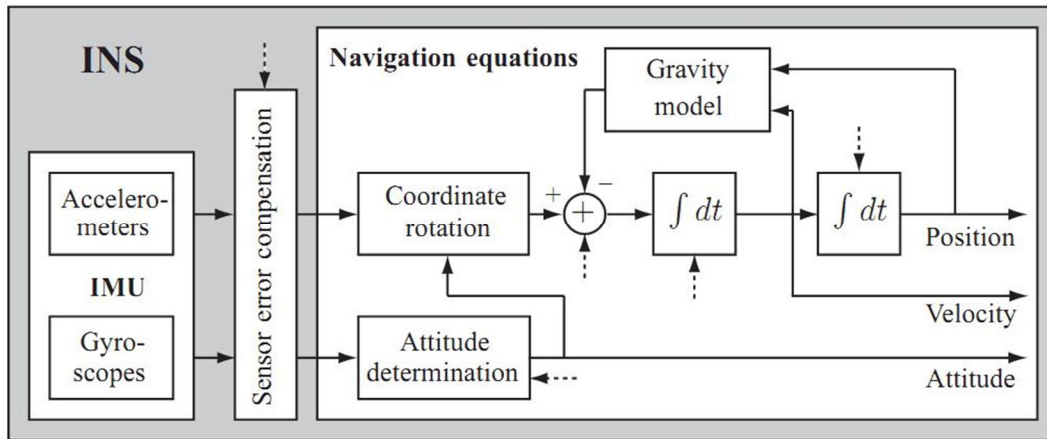 INS
Navigation equations
Gravity
model
Sensor error compensation
Accelero-
meters
IMU
Gyro-
scopes
Coordinate
rotation
+
−
+
∫ dt
∫ dt
Position
Velocity
Attitude
determination
Attitude